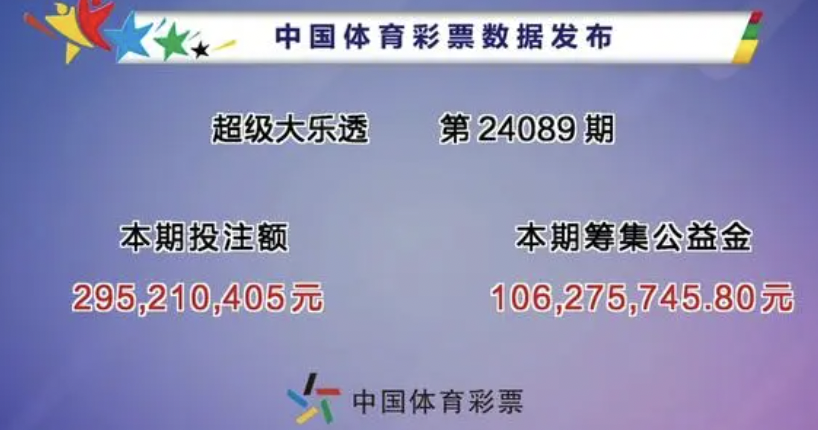 中国体育彩票数据发布
超级大乐透 第24089期
本期投注额 本期筹集公益金
295,210,405元 106,275,745.80元
中国体育彩票